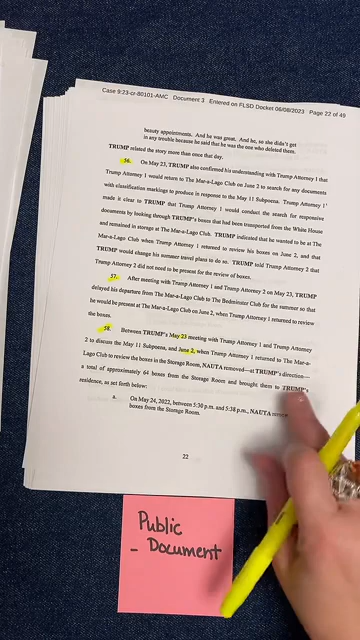 Case 9:23-cr-80101-AMC Document 3 Entered on FLSD Docket 06/08/2023 Page 22 of 49
beauty appointments. And he was great. And he, so she didn't get
in any trouble because he said that he was the one who deleted them.
TRUMP related the story more than once that day.
56. On May 23, TRUMP also confirmed his understanding with Trump Attorney 1 that
Trump Attorney 1 would return to The Mar-a-Lago Club on June 2 to search for any documents
with classification markings to produce in response to the May 11 Subpoena. Trump Attorney 1
made it clear to TRUMP that Trump Attorney 1 would conduct the search for responsive
documents by looking through TRUMP's boxes that had been transported from the White House
and remained in storage at The Mar-a-Lago Club. TRUMP indicated that he wanted to be at The
Mar-a-Lago Club when Trump Attorney 1 returned to review his boxes on June 2, and that
TRUMP would change his summer travel plans to do so. TRUMP told Trump Attorney 2 that
Trump Attorney 2 did not need to be present for the review of boxes.
57. After meeting with Trump Attorney 1 and Trump Attorney 2 on May 23, TRUMP
delayed his departure from The Mar-a-Lago Club to The Bedminster Club for the summer so that
he would be present at The Mar-a-Lago Club on June 2, when Trump Attorney 1 returned to review
the boxes.
58. Between TRUMP's May 23 meeting with Trump Attorney 1 and Trump Attorney
2 to discuss the May 11 Subpoena, and June 2, when Trump Attorney 1 returned to The Mar-a-
Lago Club to review the boxes in the Storage Room, NAUTA removed—at TRUMP's direction—
a total of approximately 64 boxes from the Storage Room and brought them to TRUMP's
residence, as set forth below:
a. On May 24, 2022, between 5:30 p.m. and 5:38 p.m., NAUTA
boxes from the Storage Room.
22
Public
- Document